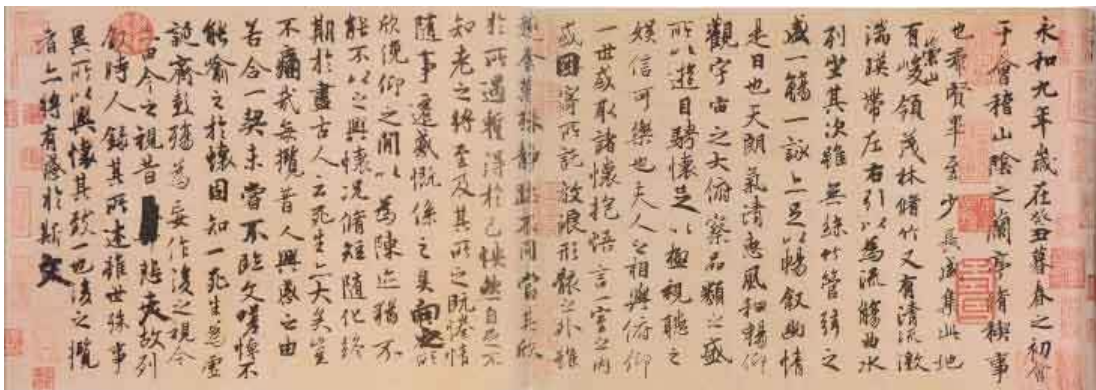 永和九年歲在癸丑暮春之初會
于會稽山陰之蘭亭脩稧事
也群賢畢至少長咸集此地
有崇山峻領茂林脩竹又有清流激
湍暎帶左右引以為流觴曲水
列坐其次雖無絲竹管弦之
盛一觴一詠亦足以暢敘幽情
是日也天朗氣清惠風和暢仰
觀宇宙之大俯察品類之盛
所以遊目騁懷足以極視聽之
娛信可樂也夫人之相與俯仰
一世或取諸懷抱悟言一室之內
或因寄所託放浪形骸之外雖
趣舍萬殊靜躁不同當其欣
於所遇蹔得於己怏然自足不
知老之將至及其所之既惓情
隨事遷感慨係之矣向之所
欣俛仰之閒以為陳迹猶不
能不以之興懷況脩短隨化終
期於盡古人云死生亦大矣豈
不痛哉每攬昔人興感之由
若合一契未嘗不臨文嗟悼不
能喻之於懷固知一死生為虛
誕齊彭殤為妄作後之視今
亦由今之視昔悲夫故列
敘時人錄其所述雖世殊事
異所以興懷其致一也後之攬
者亦將有感於斯文